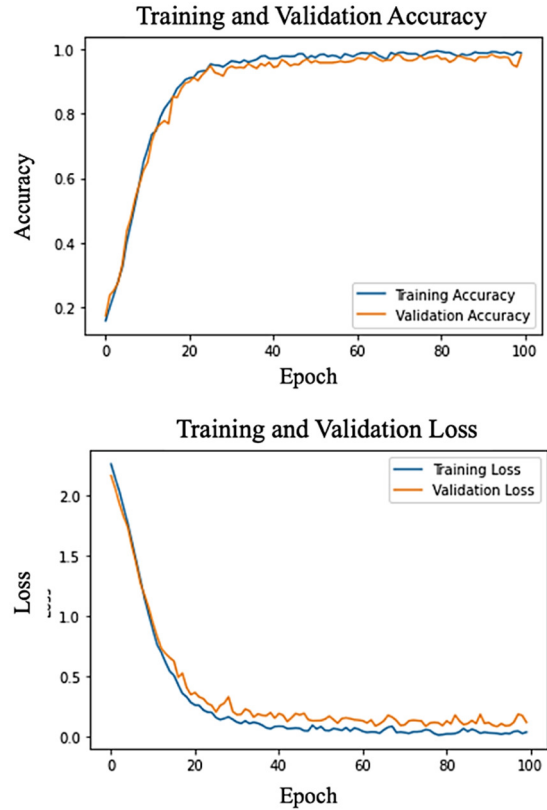 Training and Validation Accuracy
1.0
0.8
0.6
0.4
0.2
Accuracy
Training Accuracy
Validation Accuracy
0 20 40 60 80 100
Epoch
Training and Validation Loss
2.0
1.5
1.0
0.5
0.0
Loss
Training Loss
Validation Loss
0 20 40 60 80 100
Epoch